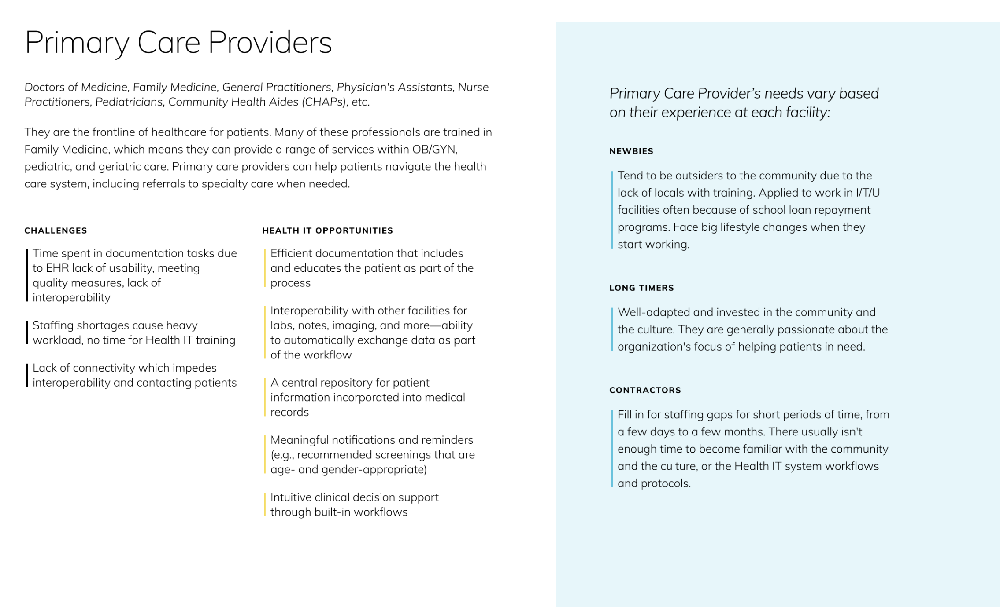 Primary Care Providers
Doctors of Medicine, Family Medicine, General Practitioners, Physician's Assistants, Nurse
Practitioners, Pediatricians, Community Health Aides (CHAPs), etc.
They are the frontline of healthcare for patients. Many of these professionals are trained in
Family Medicine, which means they can provide a range of services within OB/GYN,
pediatric, and geriatric care. Primary care providers can help patients navigate the health
care system, including referrals to specialty care when needed.
CHALLENGES
Time spent in documentation tasks due
to EHR lack of usability, meeting
quality measures, lack of
interoperability
Staffing shortages cause heavy
workload, no time for Health IT training
Lack of connectivity which impedes
interoperability and contacting patients
HEALTH IT OPPORTUNITIES
Efficient documentation that includes
and educates the patient as part of the
process
Interoperability with other facilities for
labs, notes, imaging, and more—ability
to automatically exchange data as part
of the workflow
A central repository for patient
information incorporated into medical
records
Meaningful notifications and reminders
(e.g., recommended screenings that are
age- and gender-appropriate)
Intuitive clinical decision support
through built-in workflows
Primary Care Provider’s needs vary based
on their experience at each facility:
NEWBIES
Tend to be outsiders to the community due to the
lack of locals with training. Applied to work in I/T/U
facilities often because of school loan repayment
programs. Face big lifestyle changes when they
start working.
LONG TIMERS
Well-adapted and invested in the community and
the culture. They are generally passionate about the
organization's focus of helping patients in need.
CONTRACTORS
Fill in for staffing gaps for short periods of time, from
a few days to a few months. There usually isn't
enough time to become familiar with the community
and the culture, or the Health IT system workflows
and protocols.